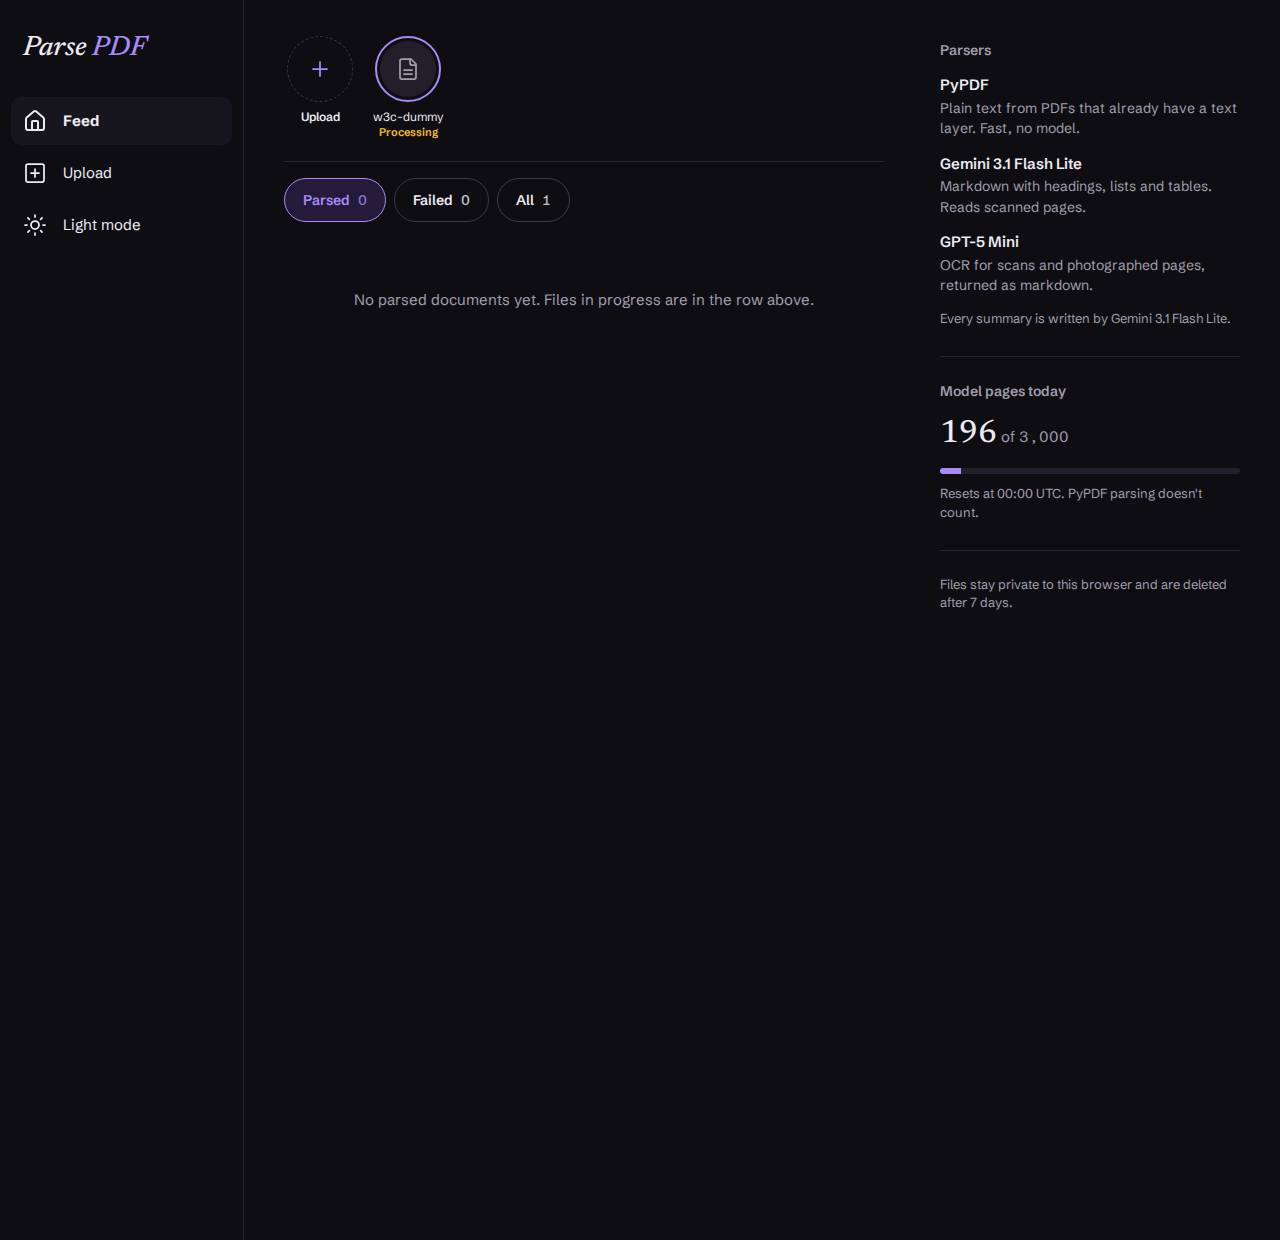 Parse PDF
Feed
Upload
Light mode
Upload
w3c-dummy
Processing
Parsed 0
Failed 0
All 1
No parsed documents yet. Files in progress are in the row above.
Parsers
PyPDF
Plain text from PDFs that already have a text
layer. Fast, no model.
Gemini 3.1 Flash Lite
Markdown with headings, lists and tables.
Reads scanned pages.
GPT-5 Mini
OCR for scans and photographed pages,
returned as markdown.
Every summary is written by Gemini 3.1 Flash Lite.
Model pages today
196 of 3,000
Resets at 00:00 UTC. PyPDF parsing doesn't
count.
Files stay private to this browser and are deleted
after 7 days.